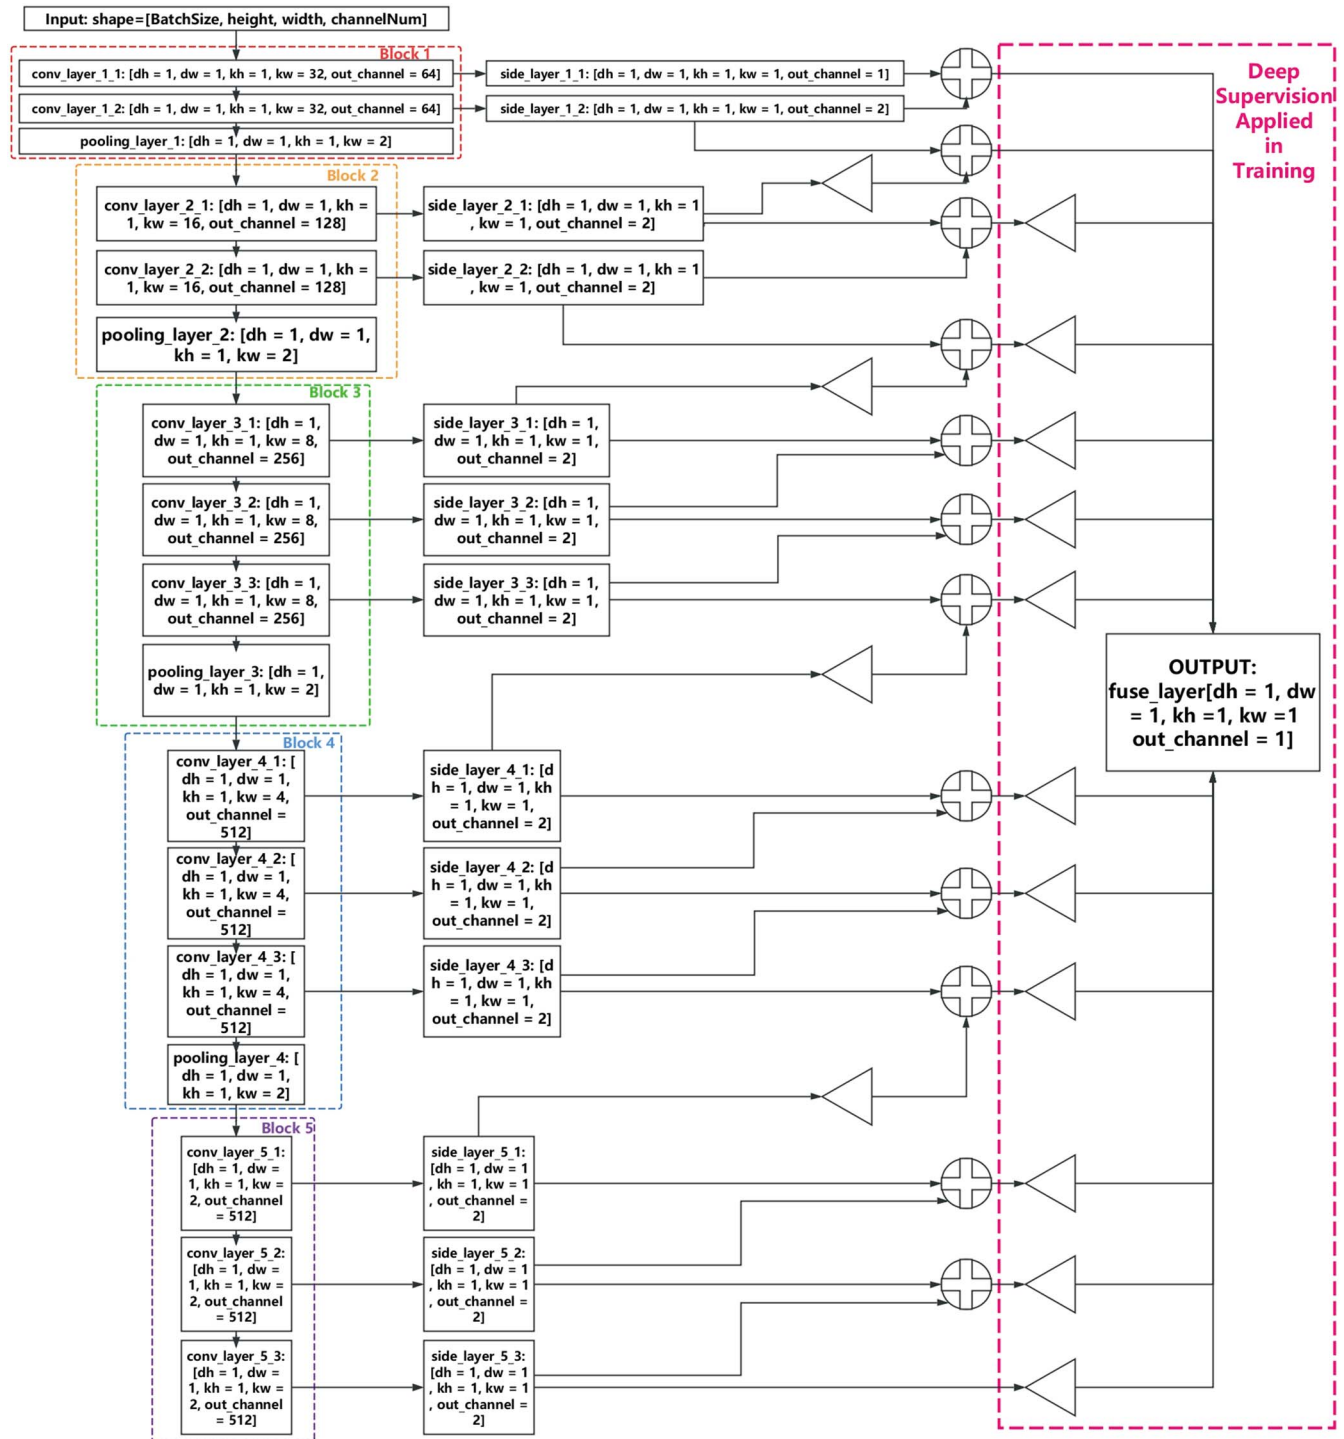 Input: shape=[BatchSize, height, width, channelNum]
Block 1
conv_layer_1_1: [dh = 1, dw = 1, kh = 1, kw = 32, out_channel = 64]
side_layer_1_1: [dh = 1, dw = 1, kh = 1, kw = 1, out_channel = 1]
conv_layer_1_2: [dh = 1, dw = 1, kh = 1, kw = 32, out_channel = 64]
side_layer_1_2: [dh = 1, dw = 1, kh = 1, kw = 1, out_channel = 2]
pooling_layer_1: [dh = 1, dw = 1, kh = 1, kw = 2]
Deep
Supervision
Applied
in
Training
Block 2
conv_layer_2_1: [dh = 1, dw = 1, kh =
1, kw = 16, out_channel = 128]
side_layer_2_1: [dh = 1, dw = 1, kh = 1
, kw = 1, out_channel = 2]
conv_layer_2_2: [dh = 1, dw = 1, kh =
1, kw = 16, out_channel = 128]
side_layer_2_2: [dh = 1, dw = 1, kh = 1
, kw = 1, out_channel = 2]
pooling_layer_2: [dh = 1, dw = 1,
kh = 1, kw = 2]
Block 3
conv_layer_3_1: [dh = 1,
dw = 1, kh = 1, kw = 8,
out_channel = 256]
side_layer_3_1: [dh = 1,
dw = 1, kh = 1, kw = 1,
out_channel = 2]
conv_layer_3_2: [dh = 1,
dw = 1, kh = 1, kw = 8,
out_channel = 256]
side_layer_3_2: [dh = 1,
dw = 1, kh = 1, kw = 1,
out_channel = 2]
conv_layer_3_3: [dh = 1,
dw = 1, kh = 1, kw = 8,
out_channel = 256]
side_layer_3_3: [dh = 1,
dw = 1, kh = 1, kw = 1,
out_channel = 2]
pooling_layer_3: [dh = 1,
dw = 1, kh = 1, kw = 2]
OUTPUT:
fuse_layer[dh = 1, dw
= 1, kh =1, kw =1
out_channel = 1]
Block 4
conv_layer_4_1: [
dh = 1, dw = 1,
kh = 1, kw = 4,
out_channel =
512]
side_layer_4_1: [d
h = 1, dw = 1, kh
= 1, kw = 1,
out_channel = 2]
conv_layer_4_2: [
dh = 1, dw = 1,
kh = 1, kw = 4,
out_channel =
512]
side_layer_4_2: [d
h = 1, dw = 1, kh
= 1, kw = 1,
out_channel = 2]
conv_layer_4_3: [
dh = 1, dw = 1,
kh = 1, kw = 4,
out_channel =
512]
side_layer_4_3: [d
h = 1, dw = 1, kh
= 1, kw = 1,
out_channel = 2]
pooling_layer_4: [
dh = 1, dw = 1,
kh = 1, kw = 2]
Block 5
conv_layer_5_1:
[dh = 1, dw =
1, kh = 1, kw =
2, out_channel
= 512]
side_layer_5_1:
[dh = 1, dw = 1
, kh = 1, kw = 1
, out_channel =
2]
conv_layer_5_2:
[dh = 1, dw =
1, kh = 1, kw =
2, out_channel
= 512]
side_layer_5_2:
[dh = 1, dw = 1
, kh = 1, kw = 1
, out_channel =
2]
conv_layer_5_3:
[dh = 1, dw =
1, kh = 1, kw =
2, out_channel
= 512]
side_layer_5_3:
[dh = 1, dw = 1
, kh = 1, kw = 1
, out_channel =
2]